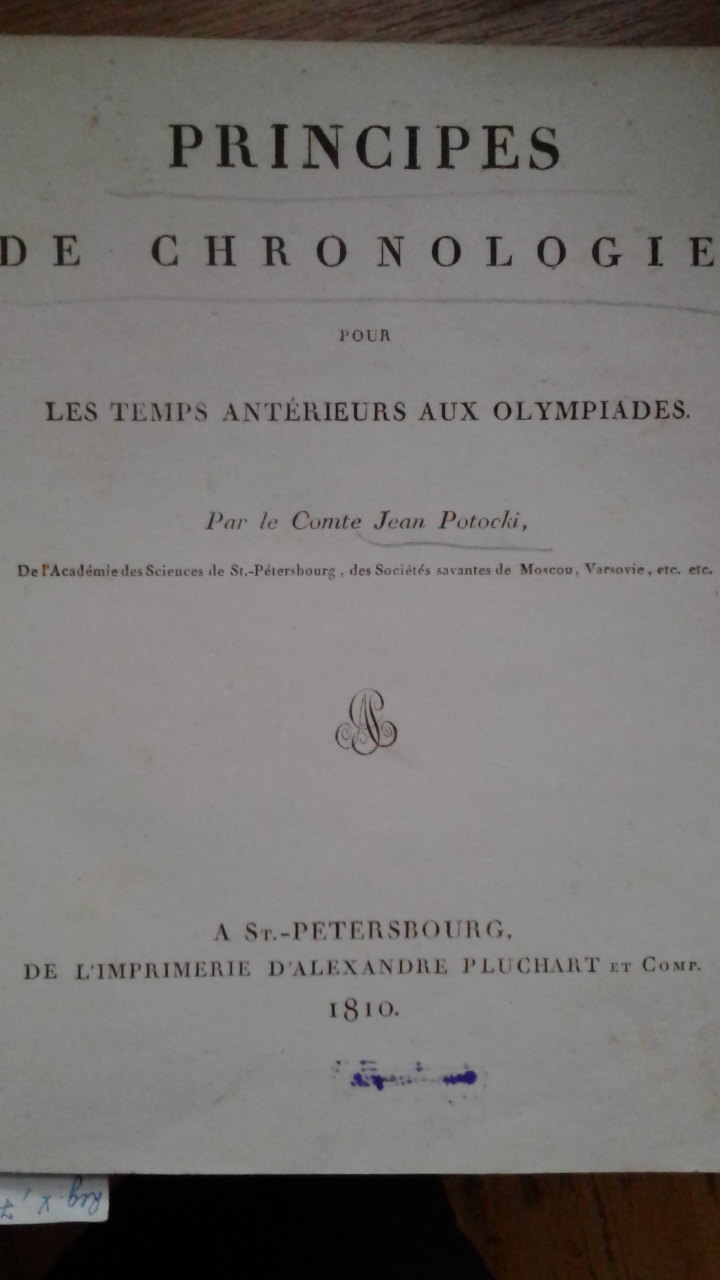 PRINCIPES
DE CHRONOLOGIE
POUR
LES TEMPS ANTÉRIEURS AUX OLYMPIADES.
Par le Comte Jean Potocki,
De l'Académie des Sciences de St.-Pétersbourg, des Sociétés savantes de Moscou, Varsovie, etc. etc.
A St.-PETERSBOURG,
DE L'IMPRIMERIE D'ALEXANDRE PLUCHART ET COMP.
1810.
Reg. X, 7